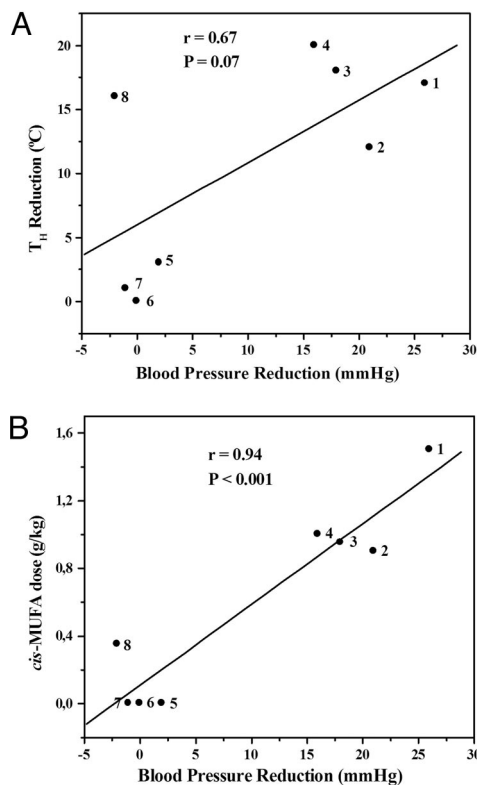 A
r = 0.67
P = 0.07
20
15
10
5
0
T_H Reduction (ºC)
4
3
1
8
2
5
7
6
-5 0 5 10 15 20 25 30
Blood Pressure Reduction (mmHg)
B
r = 0.94
P < 0.001
1,6
1,2
0,8
0,4
0,0
cis-MUFA dose (g/kg)
1
4
3
2
8
7 6 5
-5 0 5 10 15 20 25 30
Blood Pressure Reduction (mmHg)